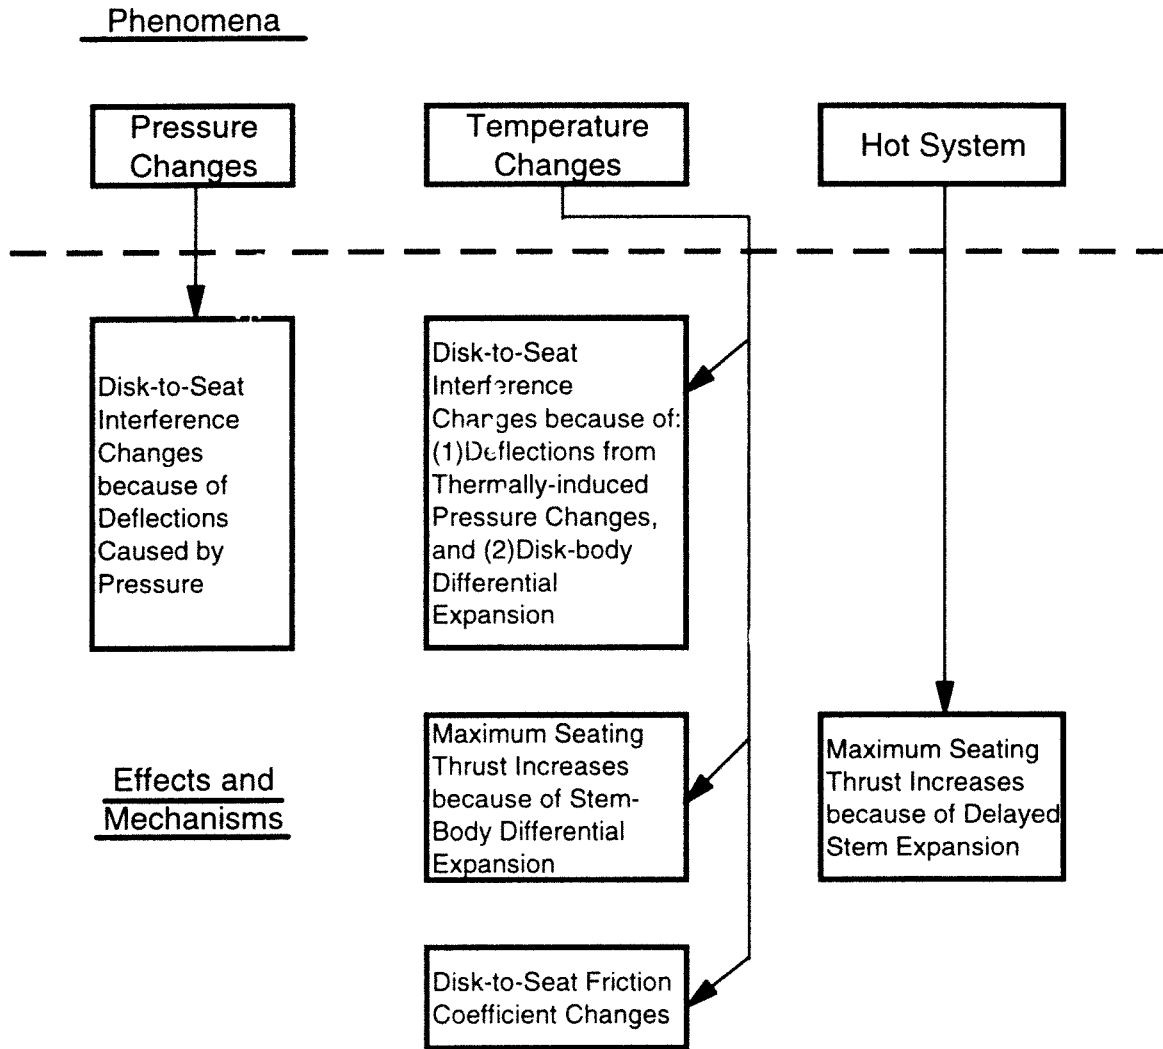 Phenomena
Pressure
Changes
Temperature
Changes
Hot System
Disk-to-Seat
Interference
Changes
because of
Deflections
Caused by
Pressure
Disk-to-Seat
Interference
Changes because of:
(1)Deflections from
Thermally-induced
Pressure Changes,
and (2)Disk-body
Differential
Expansion
Effects and
Mechanisms
Maximum Seating
Thrust Increases
because of Stem-
Body Differential
Expansion
Maximum Seating
Thrust Increases
because of Delayed
Stem Expansion
Disk-to-Seat Friction
Coefficient Changes